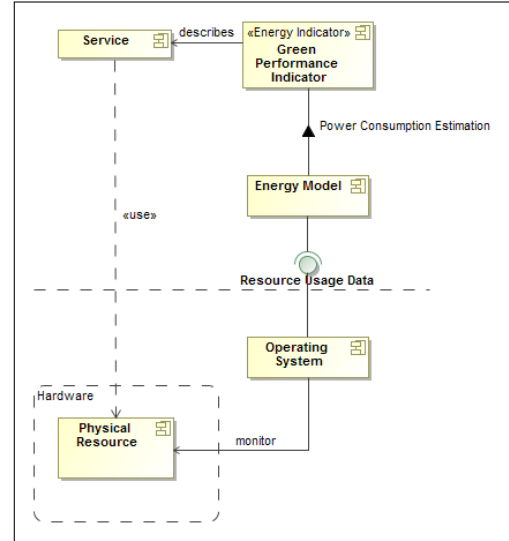 Service
describes
«Energy Indicator»
Green
Performance
Indicator
Power Consumption Estimation
Energy Model
«use»
Resource Usage Data
Operating
System
Hardware
Physical
Resource
monitor